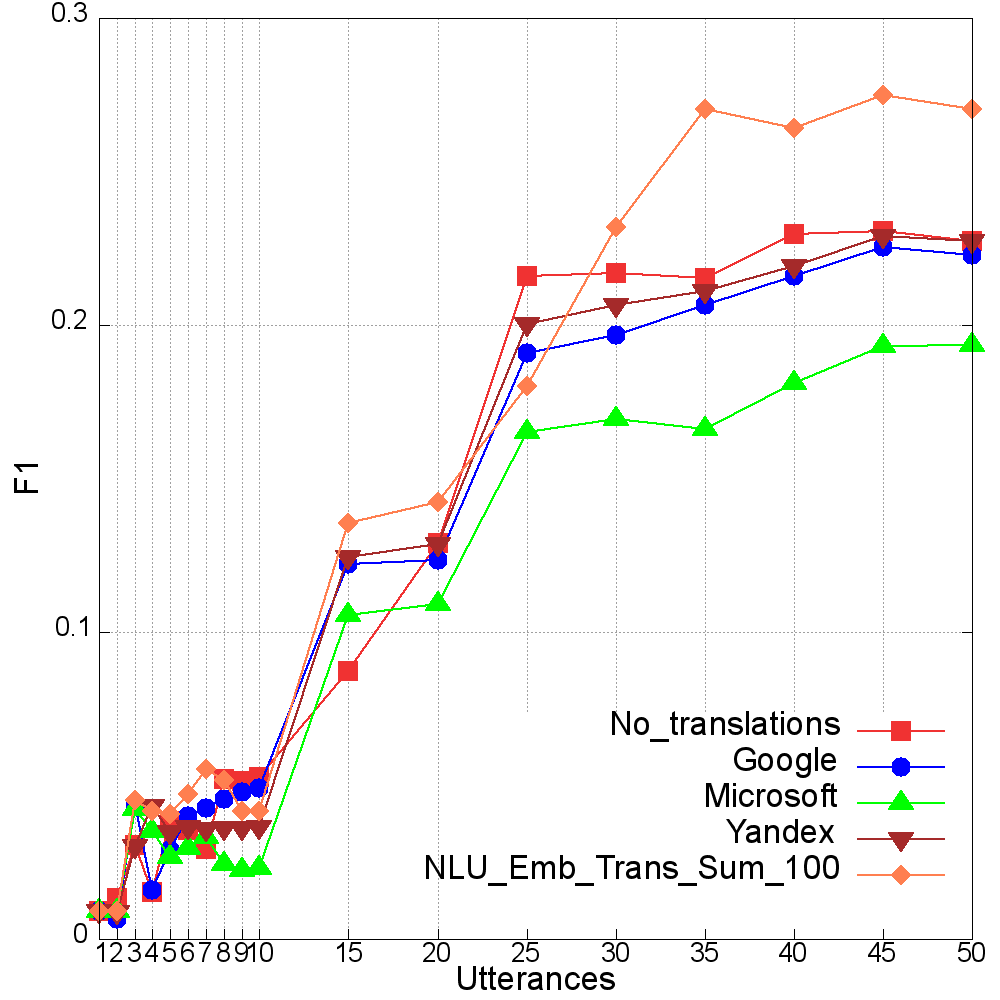 0.3
0.2
F1
0.1
No_translations
Google
Microsoft
Yandex
NLU_Emb_Trans_Sum_100
0
1 2 3 4 5 6 7 8 9 10 15 20 25 30 35 40 45 50
Utterances